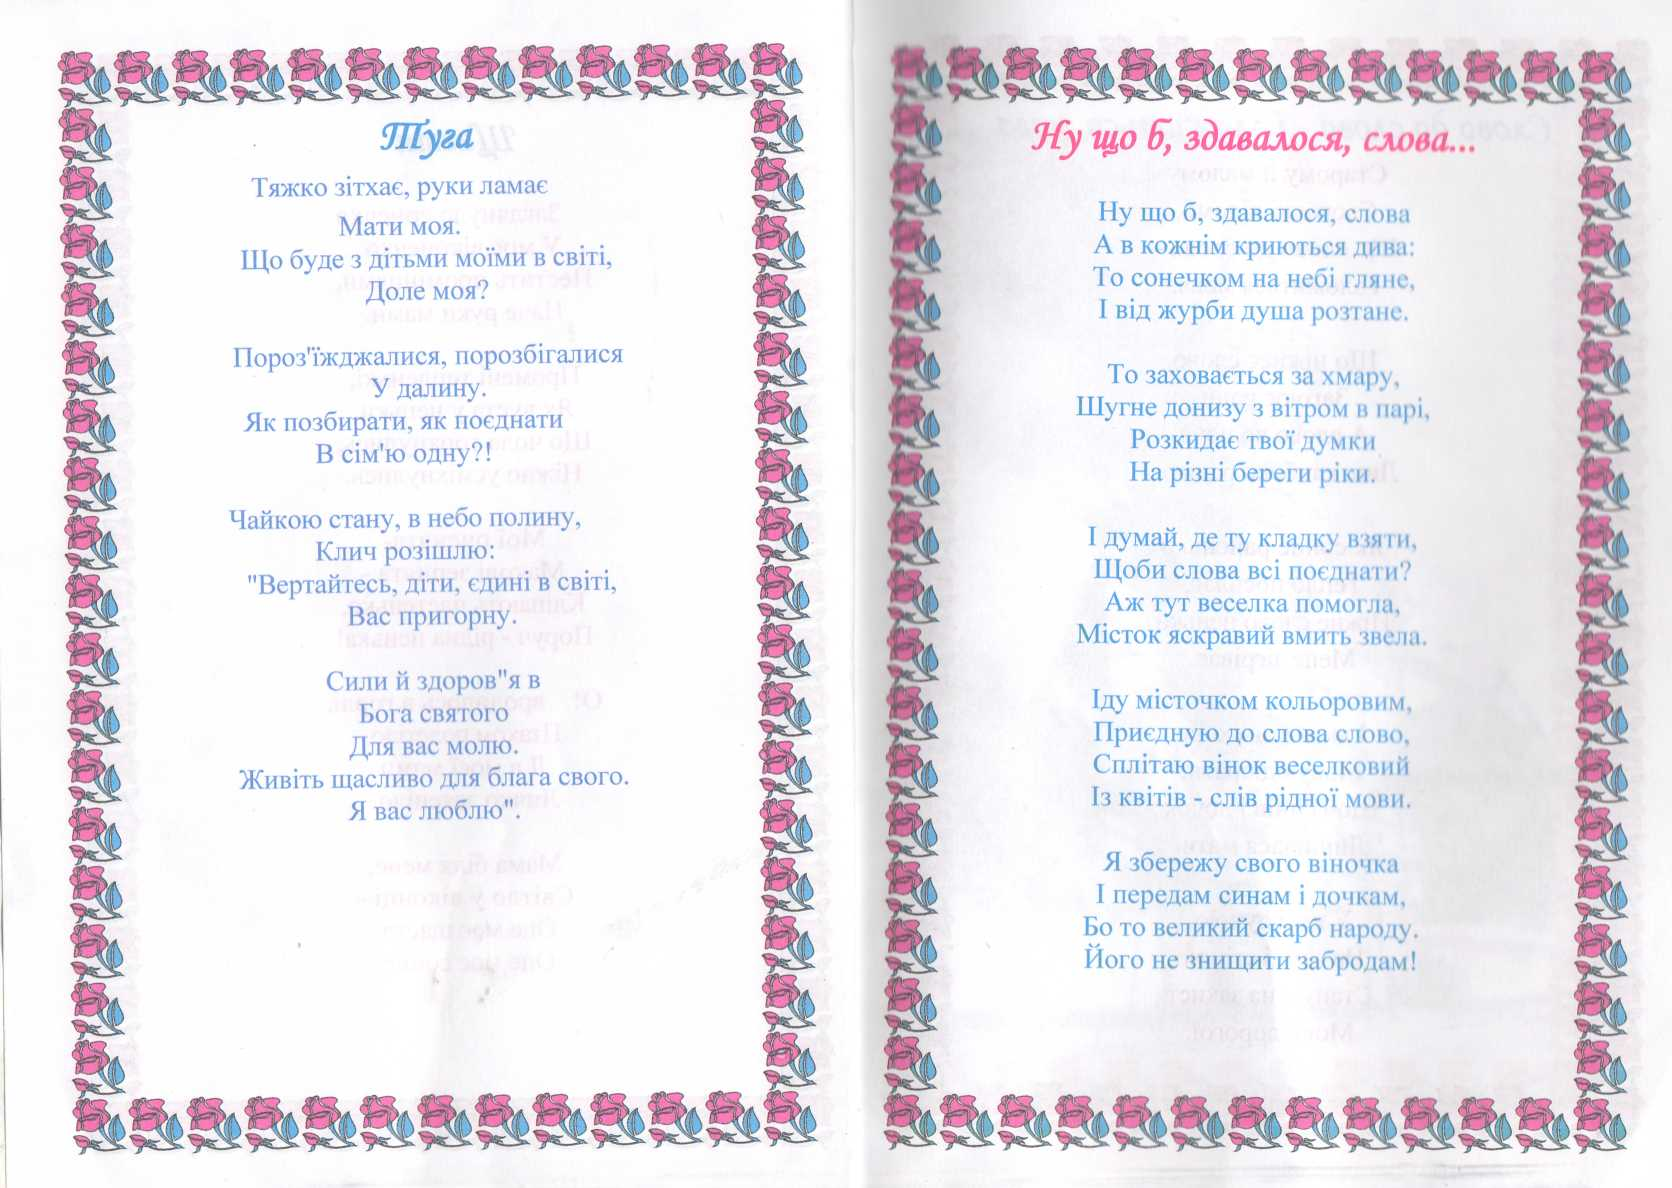 Туга
Тяжко зітхає, руки ламає
Мати моя.
Що буде з дітьми моїми в світі,
Доле моя?
Пороз'їжджалися, порозбігалися
У далину.
Як позбирати, як поєднати
В сім'ю одну?!
Чайкою стану, в небо полину,
Клич розішлю:
"Вертайтесь, діти, єдині в світі,
Вас пригорну.
Сили й здоров"я в
Бога святого
Для вас молю.
Живіть щасливо для блага свого.
Я вас люблю".
Ну що б, здавалося, слова...
Ну що б, здавалося, слова
А в кожнім криються дива:
То сонечком на небі гляне,
І від журби душа розтане.
То заховається за хмару,
Шугне донизу з вітром в парі,
Розкидає твої думки
На різні береги ріки.
І думай, де ту кладку взяти,
Щоби слова всі поєднати?
Аж тут веселка помогла,
Місток яскравий вмить звела.
Іду місточком кольоровим,
Приєдную до слова слово,
Сплітаю вінок веселковий
Із квітів - слів рідної мови.
Я збережу свого віночка
І передам синам і дочкам,
Бо то великий скарб народу.
Його не знищити забродам!